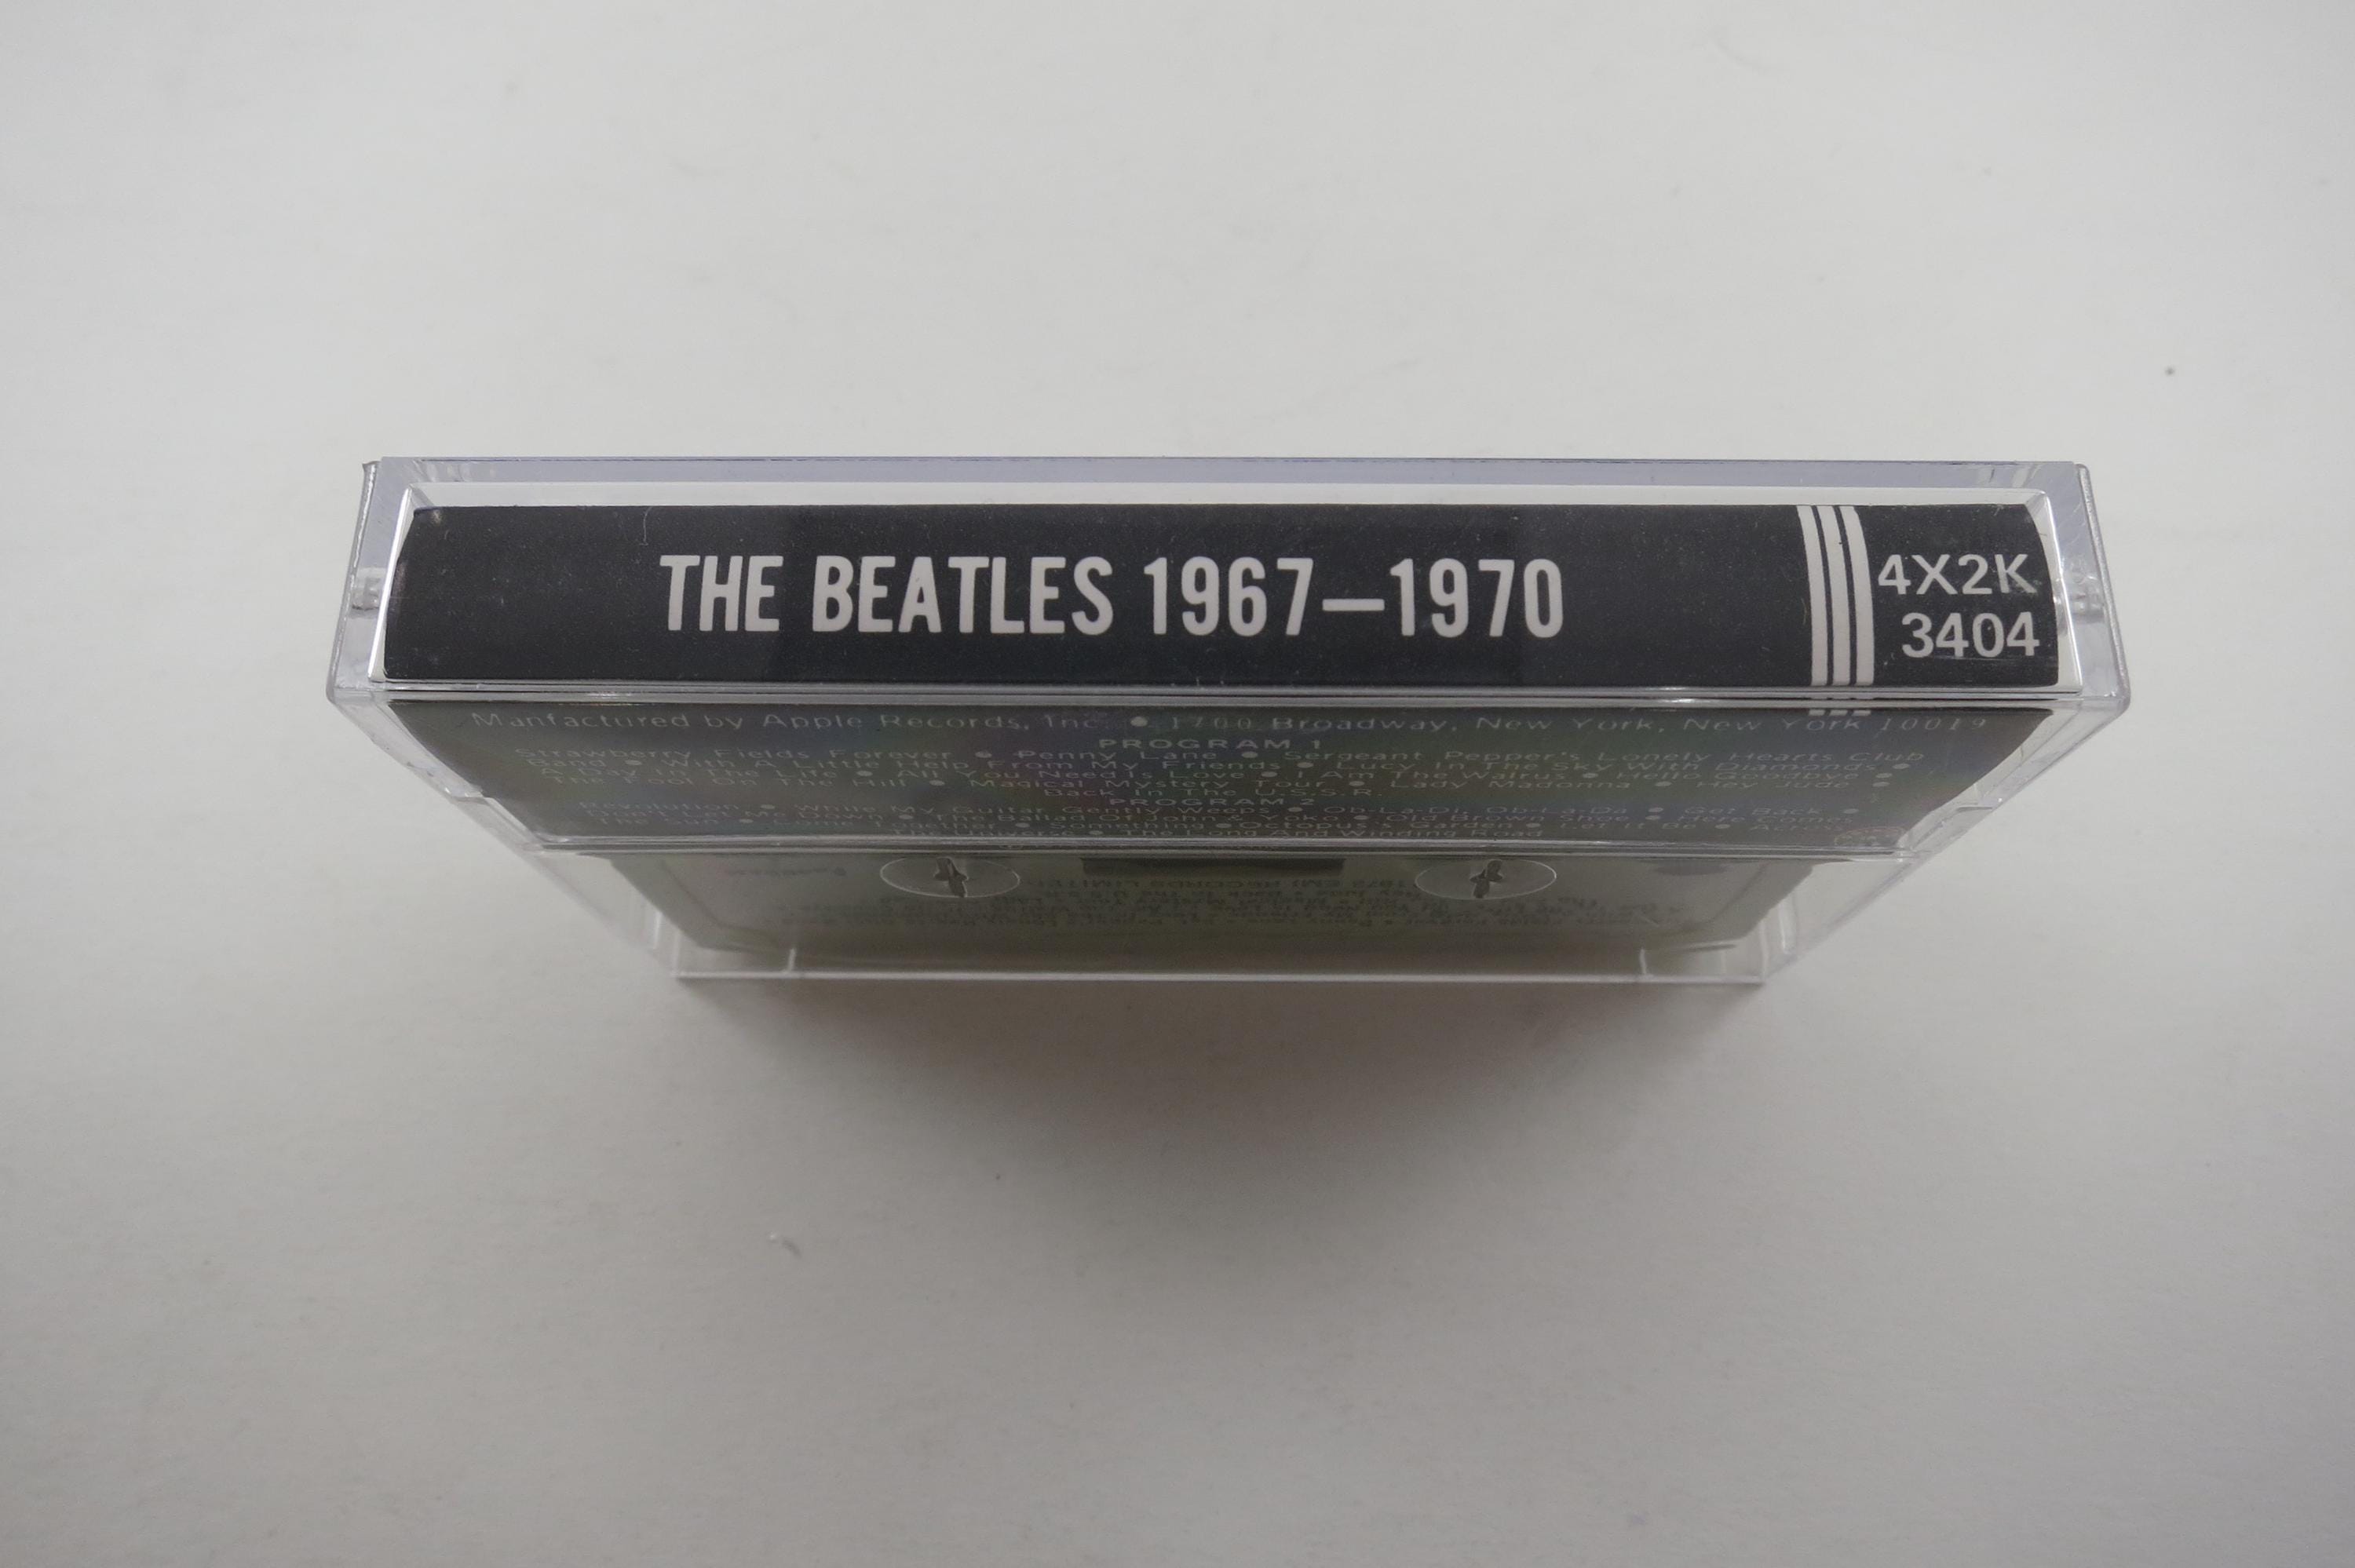 THE BEATLES 1967—1970
4X2K
3404
Manfactured by Apple Records, Inc. • 1700 Broadway, New York, New York 10019
PROGRAM 1
Strawberry Fields Forever • Penny Lane • Sergeant Pepper's Lonely Hearts Club
Band • With A Little Help From My Friends • Lucy In The Sky With Diamonds •
A Day In The Life • All You Need Is Love • I Am The Walrus • Hello Goodbye •
The Fool On The Hill • Magical Mystery Tour • Lady Madonna • Hey Jude •
Back In The U.S.S.R.
PROGRAM 2
Revolution • While My Guitar Gently Weeps • Ob-La-Di, Ob-La-Da • Get Back •
Don't Let Me Down • The Ballad Of John & Yoko • Old Brown Shoe • Here Comes
The Sun • Come Together • Something • Octopus's Garden • Let It Be • Across
The Universe • The Long And Winding Road